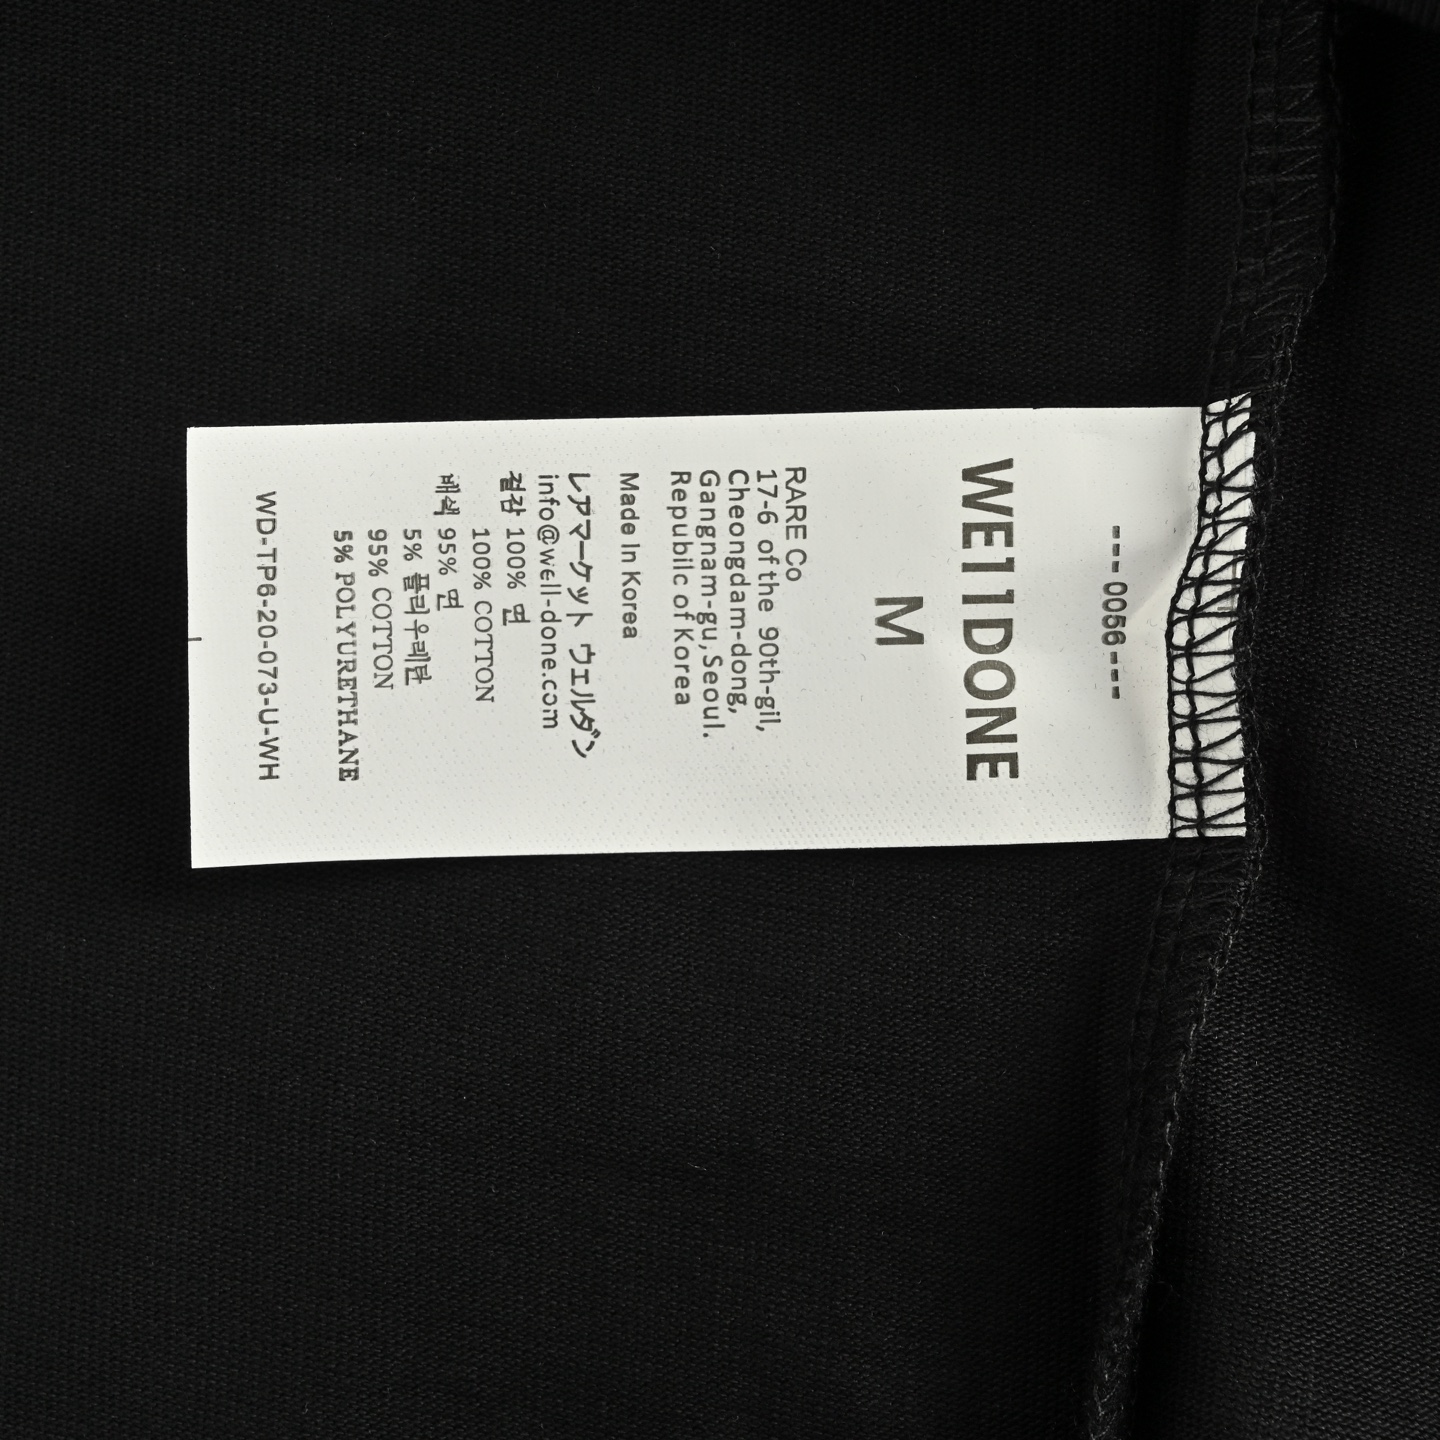 ---0056---
WE11DONE
M
RARE Co
17-6 of the 90th-gil,
Cheongdam-dong,
Gangnam-gu, Seoul.
Republic of Korea
Made In Korea
レアマーケット ウェルダン
info@well-done.com
겉감 100% 면
100% COTTON
배색 95% 면
5% 폴리우레탄
95% COTTON
5% POLYURETHANE
WD-TP6-20-073-U-WH